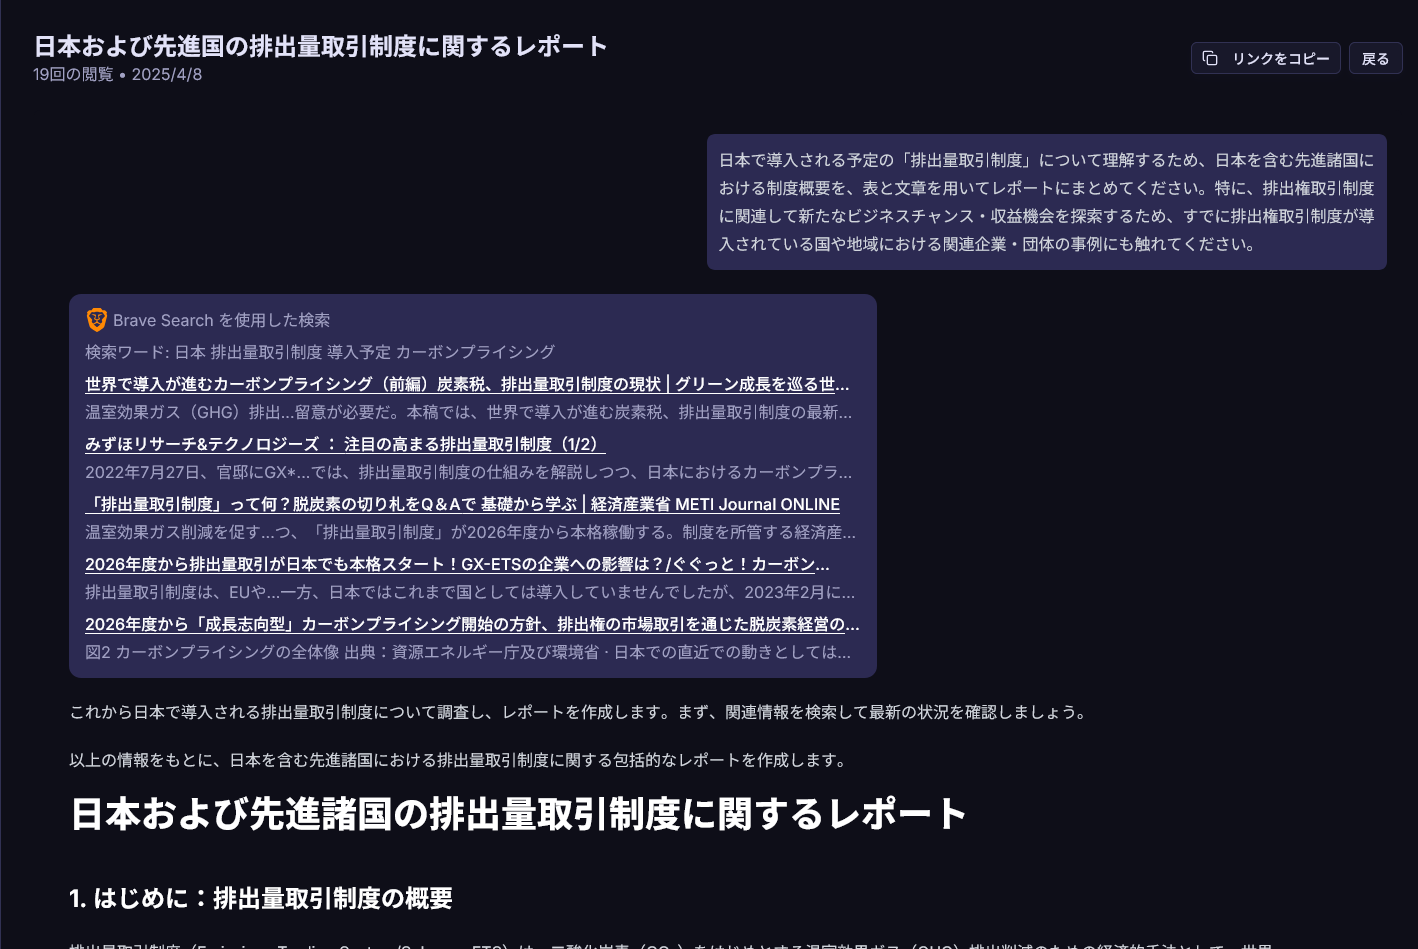 日本および先進国の排出量取引制度に関するレポート
19回の閲覧 • 2025/4/8
リンクをコピー
戻る
日本で導入される予定の「排出量取引制度」について理解するため、日本を含む先進諸国に
おける制度概要を、表と文章を用いてレポートにまとめてください。特に、排出権取引制度
に関連して新たなビジネスチャンス・収益機会を探索するため、すでに排出権取引制度が導
入されている国や地域における関連企業・団体の事例にも触れてください。
Brave Search を使用した検索
検索ワード: 日本 排出量取引制度 導入予定 カーボンプライシング
世界で導入が進むカーボンプライシング（前編）炭素税、排出量取引制度の現状 | グリーン成長を巡る世...
温室効果ガス（GHG）排出...留意が必要だ。本稿では、世界で導入が進む炭素税、排出量取引制度の最新...
みずほリサーチ&テクノロジーズ ： 注目の高まる排出量取引制度（1/2）
2022年7月27日、官邸にGX*...では、排出量取引制度の仕組みを解説しつつ、日本におけるカーボンプラ...
「排出量取引制度」って何？脱炭素の切り札をQ＆Aで 基礎から学ぶ | 経済産業省 METI Journal ONLINE
温室効果ガス削減を促す...つ、「排出量取引制度」が2026年度から本格稼働する。制度を所管する経済産...
2026年度から排出量取引が日本でも本格スタート！GX-ETSの企業への影響は？/ぐぐっと！カーボン...
排出量取引制度は、EUや...一方、日本ではこれまで国としては導入していませんでしたが、2023年2月に...
2026年度から「成長志向型」カーボンプライシング開始の方針、排出権の市場取引を通じた脱炭素経営の...
図2 カーボンプライシングの全体像 出典：資源エネルギー庁及び環境省 · 日本での直近での動きとしては...
これから日本で導入される排出量取引制度について調査し、レポートを作成します。まず、関連情報を検索して最新の状況を確認しましょう。
以上の情報をもとに、日本を含む先進諸国における排出量取引制度に関する包括的なレポートを作成します。
日本および先進諸国の排出量取引制度に関するレポート
1. はじめに：排出量取引制度の概要